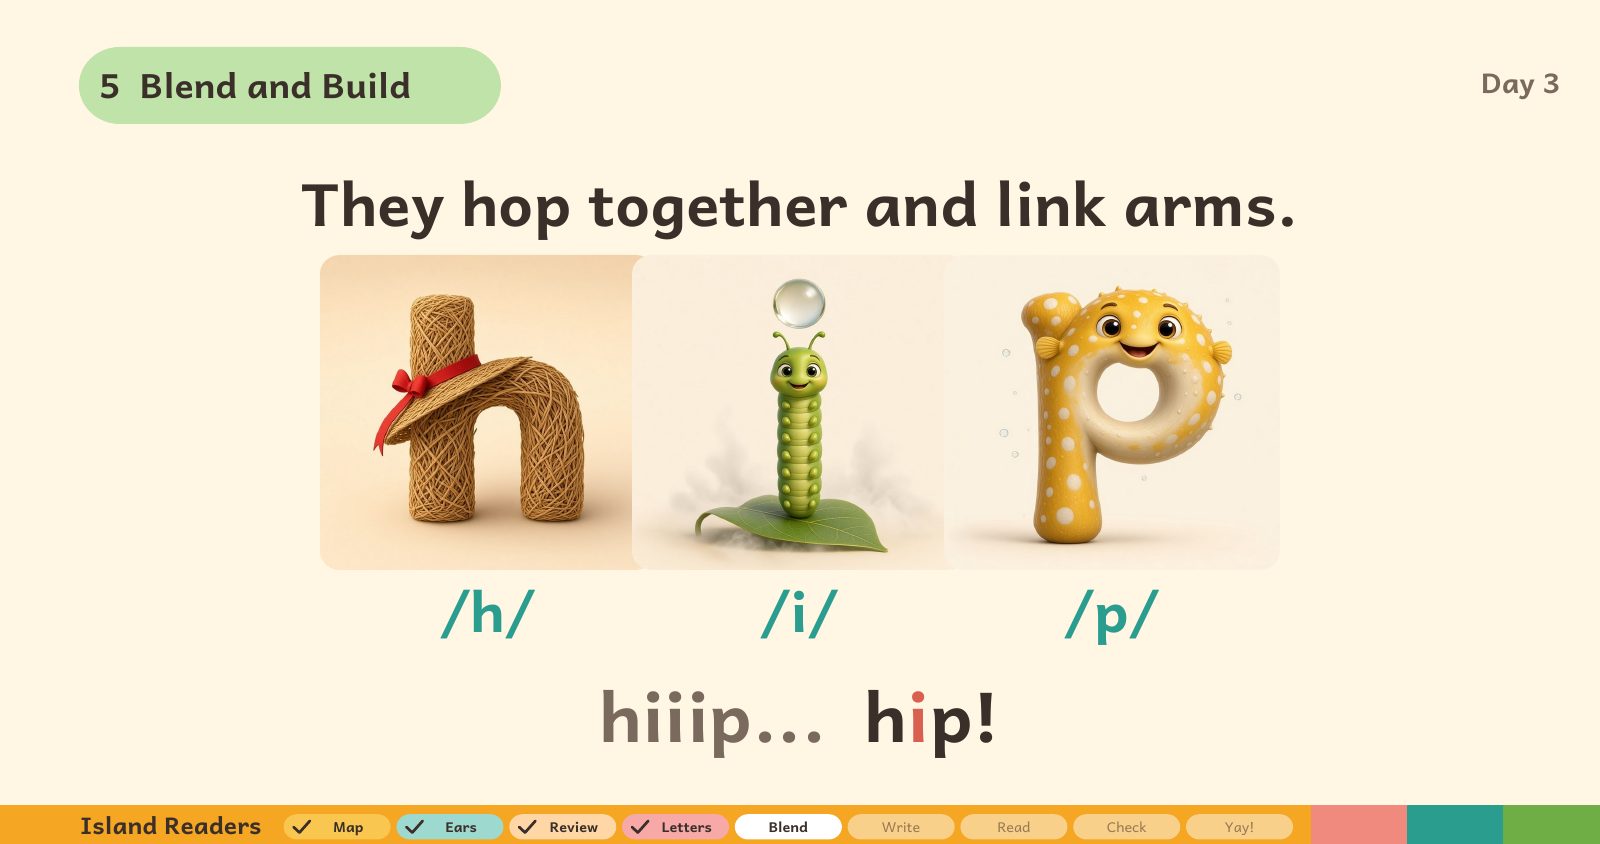 5 Blend and Build
Day 3
They hop together and link arms.
/h/ /i/ /p/
hiiip... hip!
Island Readers Map Ears Review Letters Blend Write Read Check Yay!